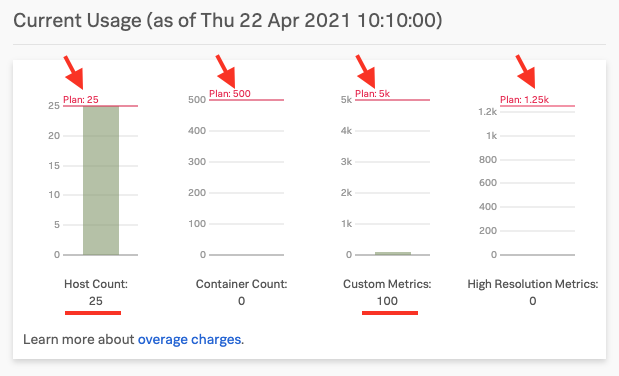 Current Usage (as of Thu 22 Apr 2021 10:10:00)
Plan: 25
25
20
15
10
5
0
Host Count:
25
Plan: 500
500
400
300
200
100
0
Container Count:
0
Plan: 5k
5k
4k
3k
2k
1k
0
Custom Metrics:
100
Plan: 1.25k
1.2k
1k
800
600
400
200
0
High Resolution Metrics:
0
Learn more about overage charges.